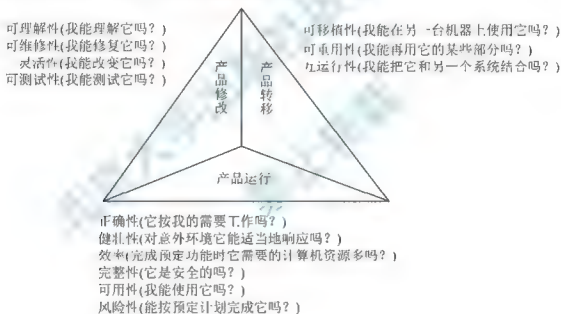 可理解性(我能理解它吗？)
可维修性(我能修复它吗？)
灵活性(我能改变它吗？)
可测试性(我能测试它吗？)
可移植性(我能在另一台机器上使用它吗？)
可重用性(我能再用它的某些部分吗？)
互运行性(我能把它和另一个系统结合吗？)
产品修改
产品转移
产品运行
正确性(它按我的需要工作吗？)
健壮性(对意外环境它能适当地响应吗？)
效率(完成预定功能时它需要的计算机资源多吗？)
完整性(它是安全的吗？)
可用性(我能使用它吗？)
风险性(能按预定计划完成它吗？)